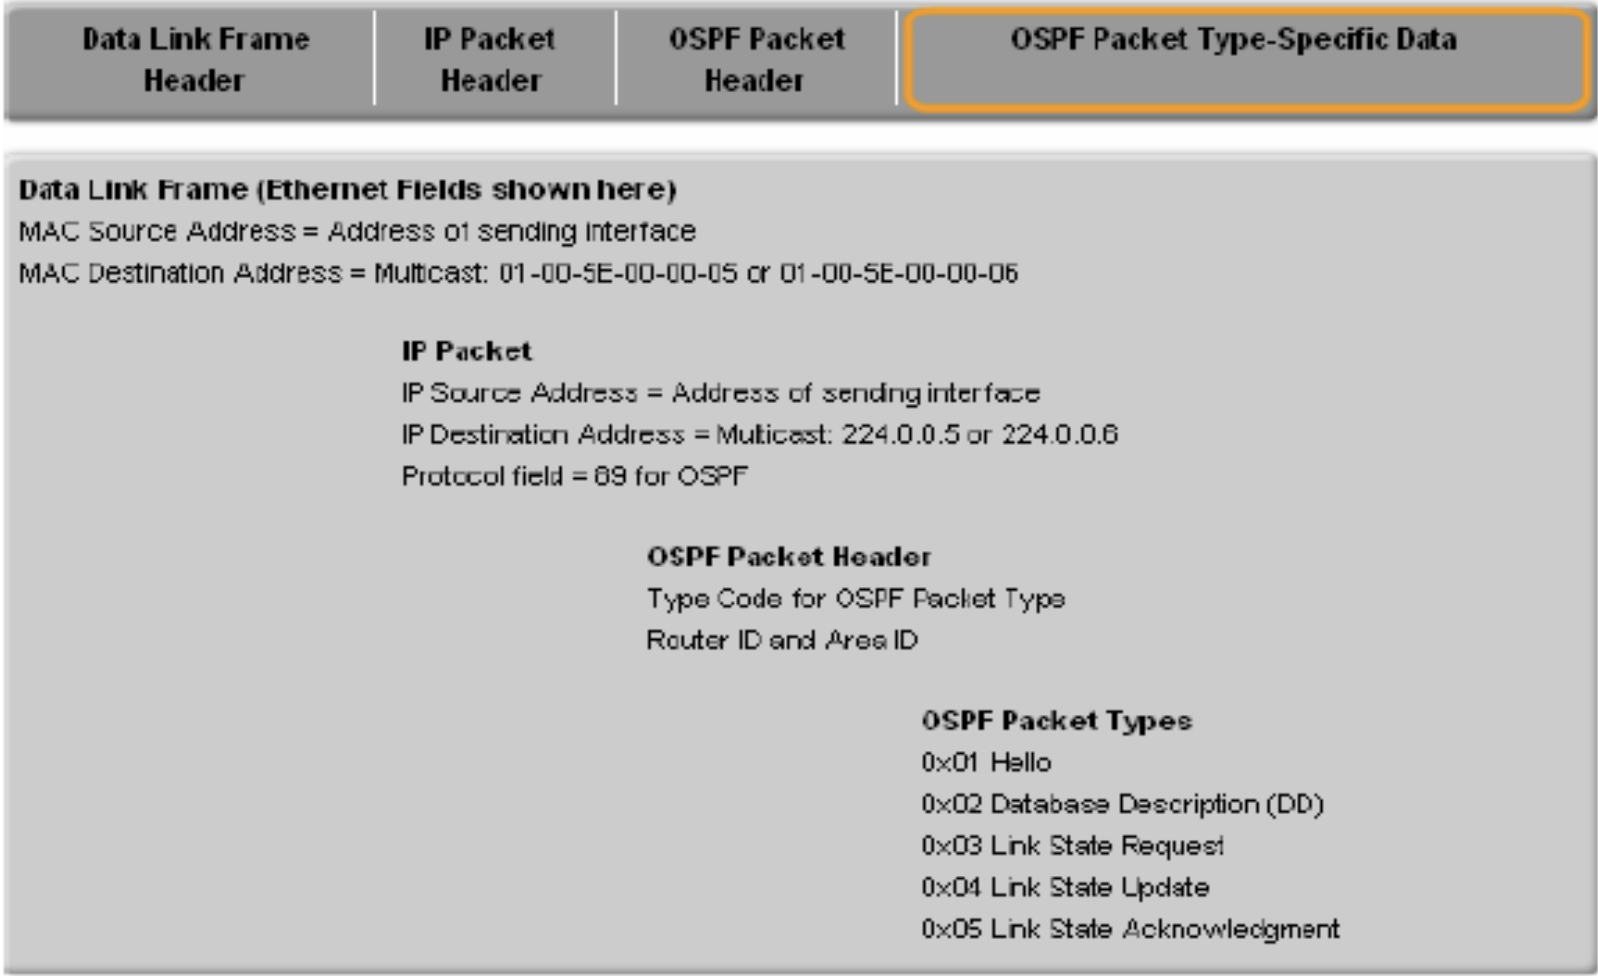 Data Link Frame
Header
IP Packet
Header
OSPF Packet
Header
OSPF Packet Type-Specific Data
Data Link Frame (Ethernet Fields shown here)
MAC Source Address = Address of sending interface
MAC Destination Address = Multicast: 01-00-5E-00-00-05 or 01-00-5E-00-00-06
IP Packet
IP Source Address = Address of sending interface
IP Destination Address = Multicast: 224.0.0.5 or 224.0.0.6
Protocol field = 89 for OSPF
OSPF Packet Header
Type Code for OSPF Packet Type
Router ID and Area ID
OSPF Packet Types
0x01 Hello
0x02 Database Description (DD)
0x03 Link State Request
0x04 Link State Update
0x05 Link State Acknowledgment